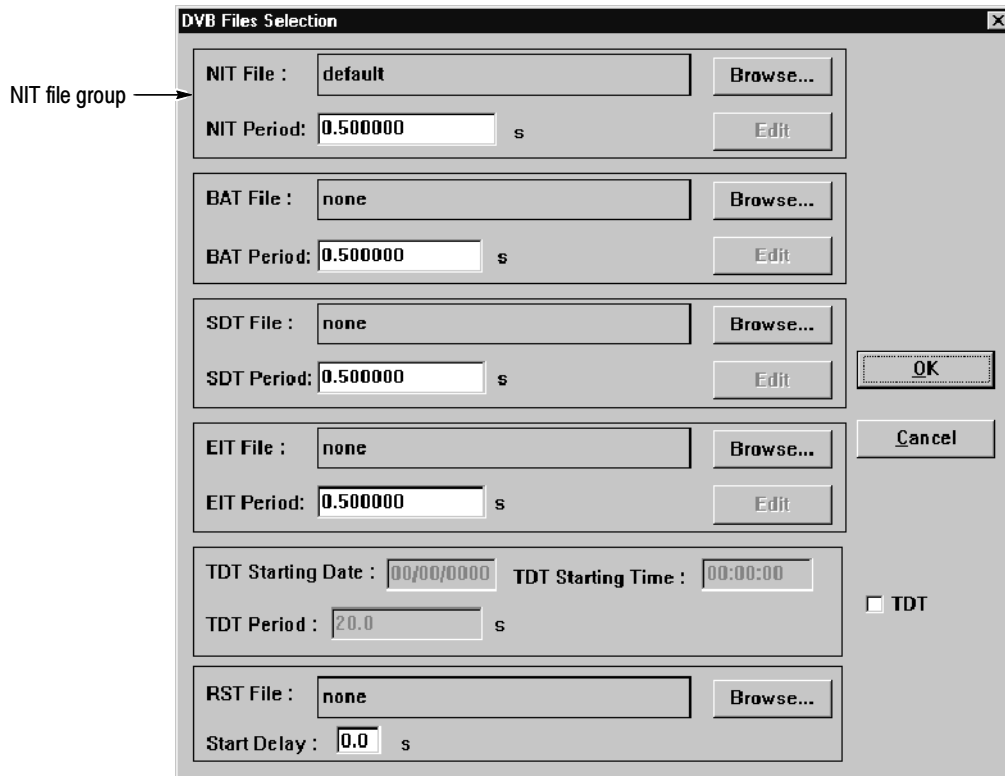 DVB Files Selection
NIT file group
NIT File : default Browse...
NIT Period: 0.500000 s Edit
BAT File : none Browse...
BAT Period: 0.500000 s Edit
SDT File : none Browse...
SDT Period: 0.500000 s Edit
OK
EIT File : none Browse...
Cancel
EIT Period: 0.500000 s Edit
TDT Starting Date : 00/00/0000 TDT Starting Time : 00:00:00
TDT
TDT Period : 20.0 s
RST File : none Browse...
Start Delay : 0.0 s